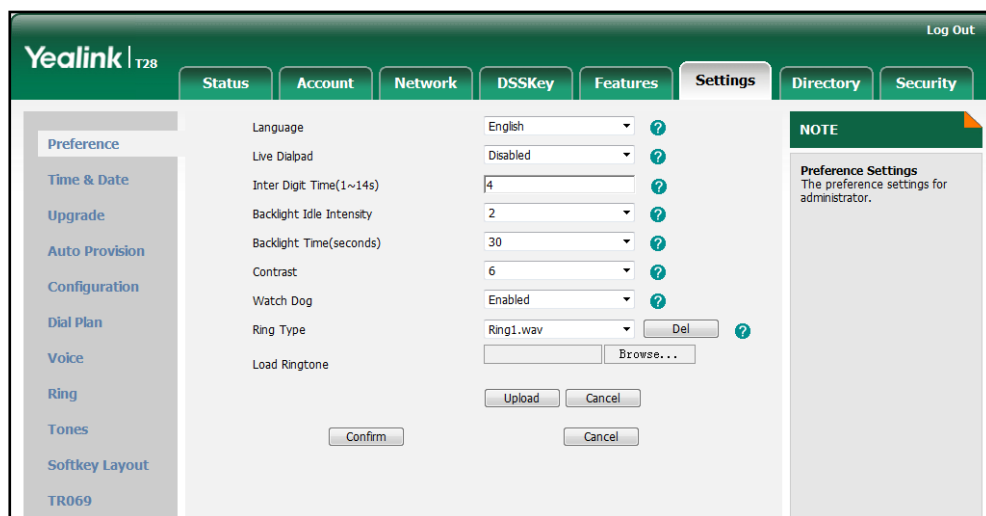 Log Out
Yealink T28
Status Account Network DSSKey Features Settings Directory Security
Preference
Time & Date
Upgrade
Auto Provision
Configuration
Dial Plan
Voice
Ring
Tones
Softkey Layout
TR069
Language English ?
Live Dialpad Disabled ?
Inter Digit Time(1~14s) 4 ?
Backlight Idle Intensity 2 ?
Backlight Time(seconds) 30 ?
Contrast 6 ?
Watch Dog Enabled ?
Ring Type Ring1.wav Del ?
Load Ringtone Browse...
Upload Cancel
Confirm Cancel
NOTE
Preference Settings
The preference settings for
administrator.